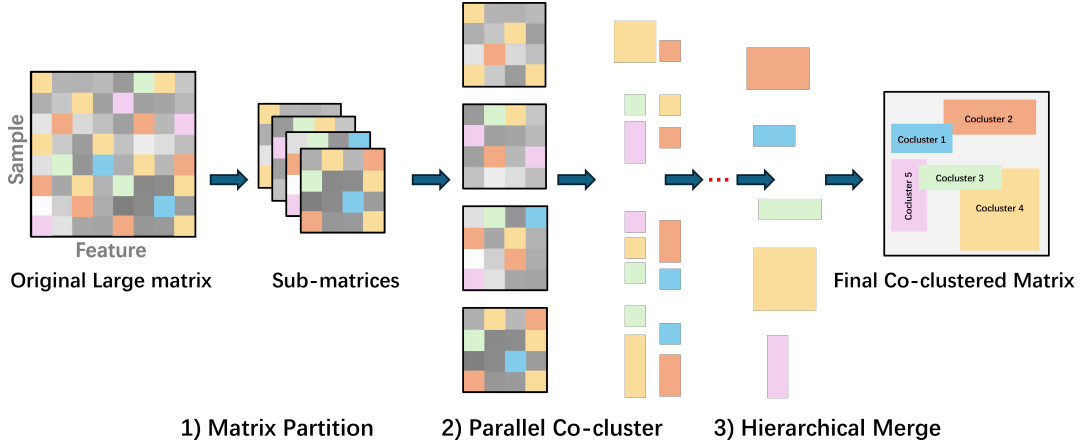 Sample
Feature
Original Large matrix
Sub-matrices
Cocluster 2
Cocluster 1
Cocluster 3
Cocluster 5
Cocluster 4
Final Co-clustered Matrix
1) Matrix Partition
2) Parallel Co-cluster
3) Hierarchical Merge